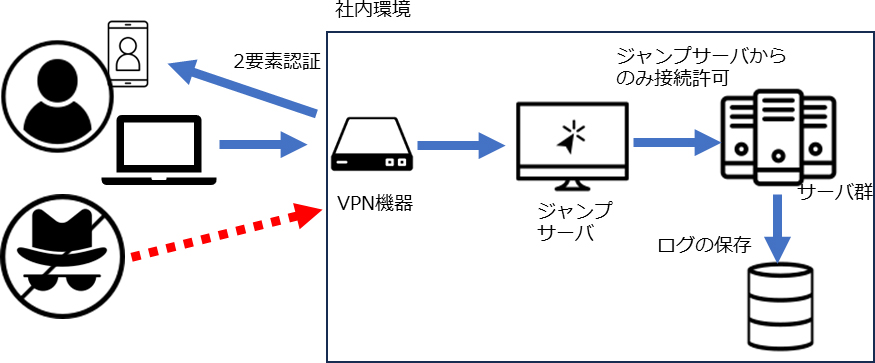 社内環境
2要素認証
ジャンプサーバから
のみ接続許可
VPN機器
ジャンプ
サーバ
サーバ群
ログの保存